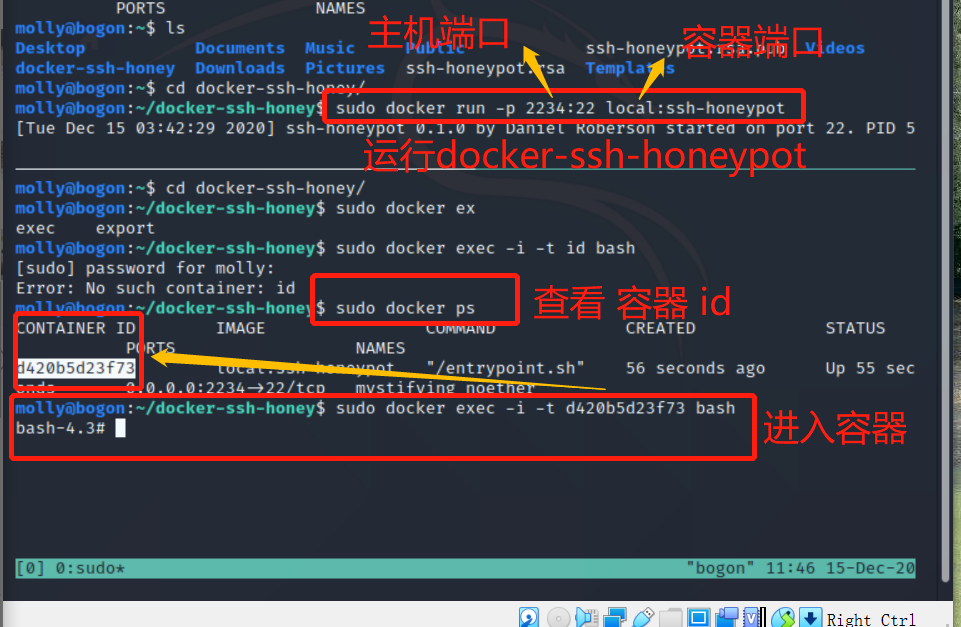 PORTS NAMES
molly@bogon:~$ ls
主机端口
容器端口
Desktop Documents Music Public ssh-honeypot.rsa.pub Videos
docker-ssh-honey Downloads Pictures ssh-honeypot.rsa Templates
molly@bogon:~$ cd docker-ssh-honey/
molly@bogon:~/docker-ssh-honey$ sudo docker run -p 2234:22 local:ssh-honeypot
[Tue Dec 15 03:42:29 2020] ssh-honeypot 0.1.0 by Daniel Roberson started on port 22. PID 5
运行docker-ssh-honeypot
molly@bogon:~$ cd docker-ssh-honey/
molly@bogon:~/docker-ssh-honey$ sudo docker ex
exec export
molly@bogon:~/docker-ssh-honey$ sudo docker exec -i -t id bash
[sudo] password for molly:
Error: No such container: id
molly@bogon:~/docker-ssh-honey$ sudo docker ps
查看 容器 id
CONTAINER ID IMAGE COMMAND CREATED STATUS
PORTS NAMES
d420b5d23f73 local:ssh-honeypot "/entrypoint.sh" 56 seconds ago Up 55 sec
onds 0.0.0.0:2234->22/tcp mystifying_noether
molly@bogon:~/docker-ssh-honey$ sudo docker exec -i -t d420b5d23f73 bash
bash-4.3#
进入容器
[0] 0:sudo* "bogon" 11:46 15-Dec-20
Right Ctrl